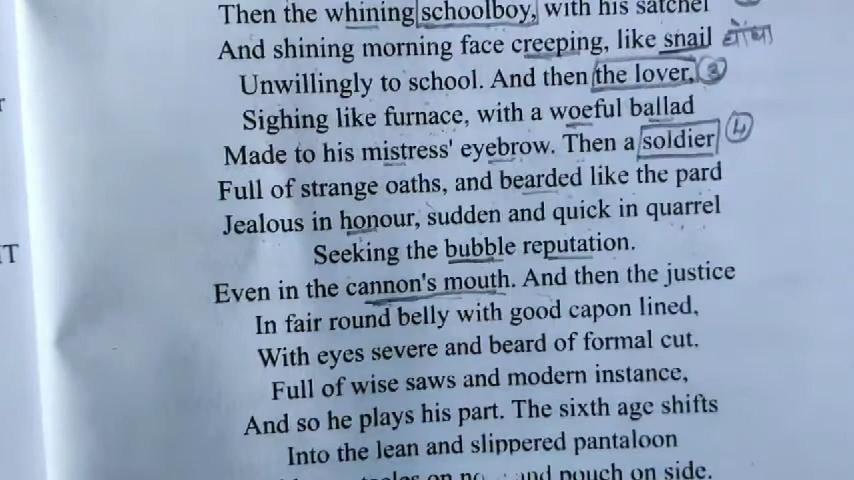 Then the whining schoolboy, with his satchel
And shining morning face creeping, like snail घोंघा
Unwillingly to school. And then the lover, 3
Sighing like furnace, with a woeful ballad
Made to his mistress' eyebrow. Then a soldier 4
Full of strange oaths, and bearded like the pard
Jealous in honour, sudden and quick in quarrel
Seeking the bubble reputation.
Even in the cannon's mouth. And then the justice
In fair round belly with good capon lined,
With eyes severe and beard of formal cut.
Full of wise saws and modern instance,
And so he plays his part. The sixth age shifts
Into the lean and slippered pantaloon
on and pouch on side.